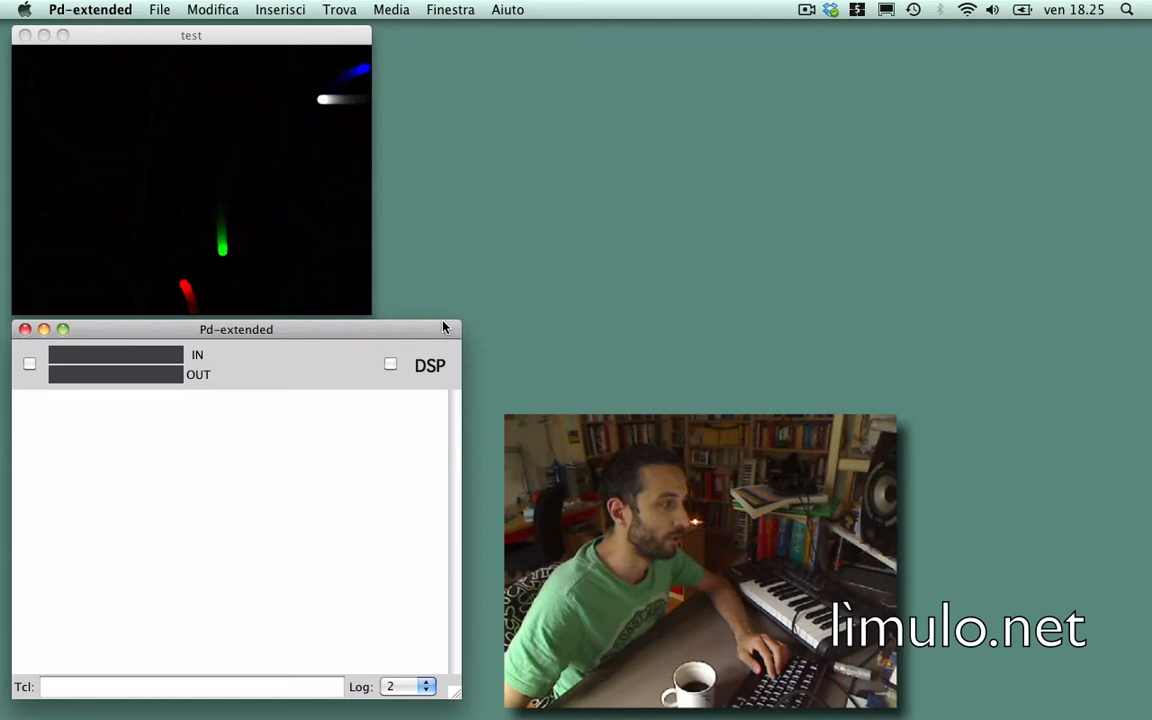 Pd-extended File Modifica Inserisci Trova Media Finestra Aiuto 5 ven 18.25
test
Pd-extended
IN
OUT
DSP
Tcl: Log: 2
lìmulo.net